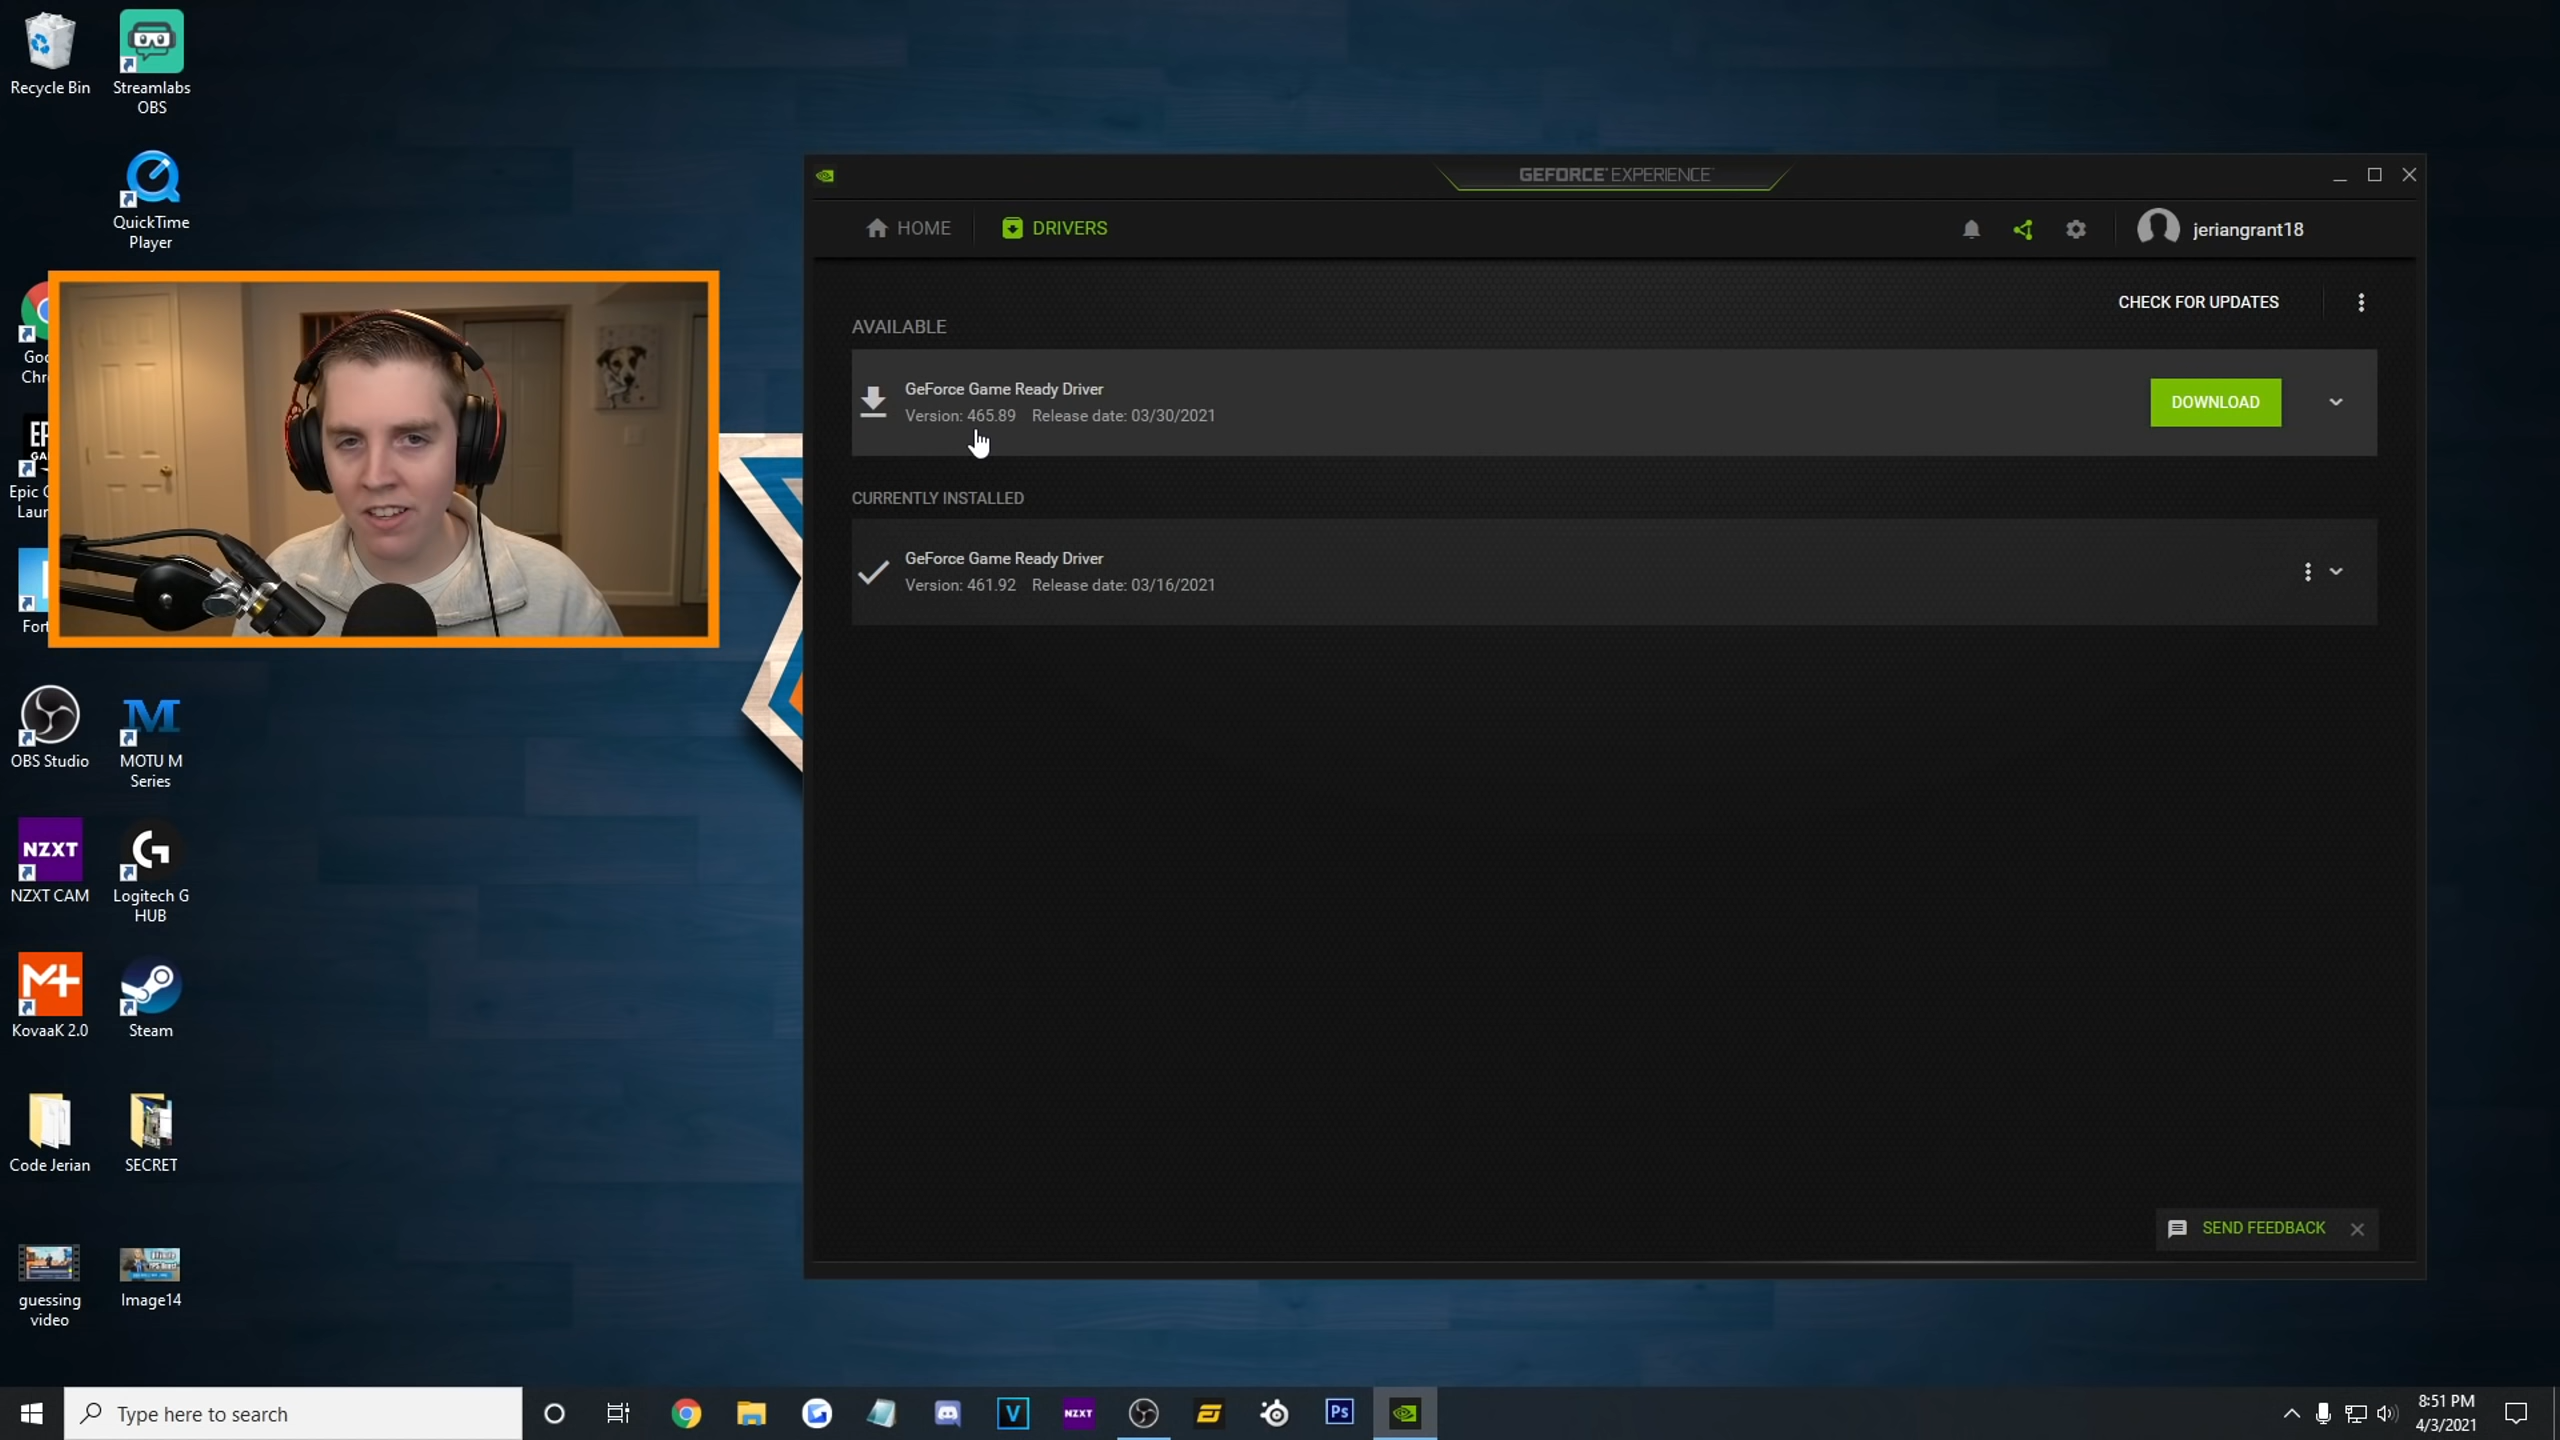 Recycle Bin
Streamlabs
OBS
QuickTime
Player
OBS Studio
MOTU M
Series
NZXT
NZXT CAM
Logitech G
HUB
KovaaK 2.0
Steam
Code Jerian
SECRET
guessing
video
Image14
GEFORCE EXPERIENCE
HOME
DRIVERS
jeriangrant18
CHECK FOR UPDATES
AVAILABLE
GeForce Game Ready Driver
Version: 465.89 Release date: 03/30/2021
DOWNLOAD
CURRENTLY INSTALLED
GeForce Game Ready Driver
Version: 461.92 Release date: 03/16/2021
SEND FEEDBACK
Type here to search
V
NZXT
Ps
8:51 PM
4/3/2021